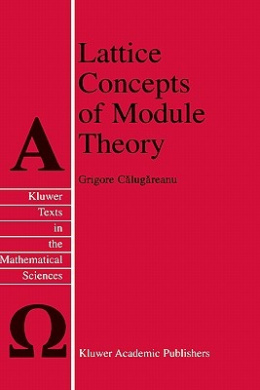 Lattice
Concepts
of Module
Theory
Grigore Călugăreanu
A
Kluwer
Texts
in
the
Mathematical
Sciences
Ω
Kluwer Academic Publishers